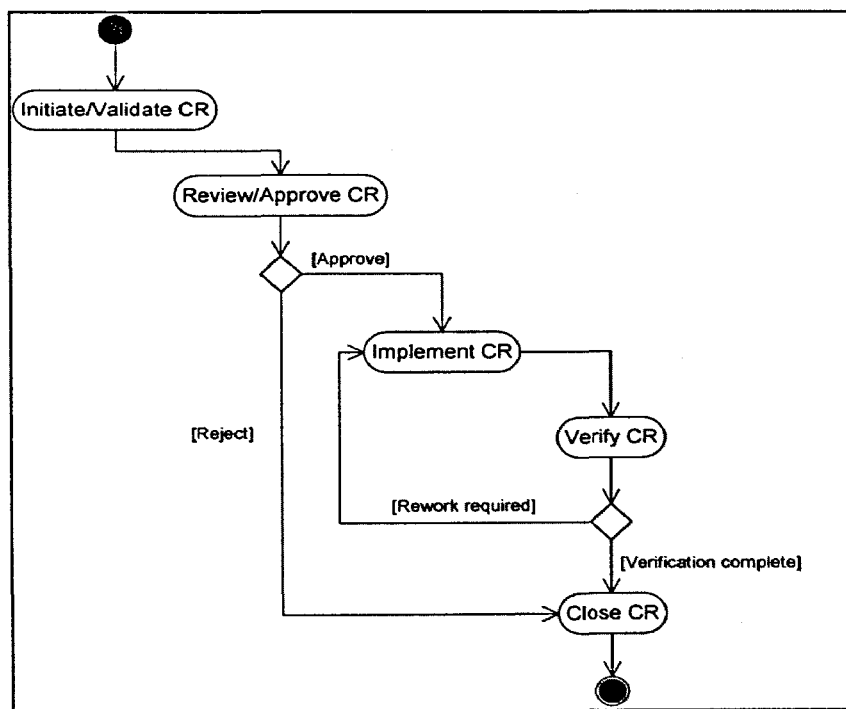 Initiate/Validate CR
Review/Approve CR
[Approve]
Implement CR
[Reject]
Verify CR
[Rework required]
[Verification complete]
Close CR